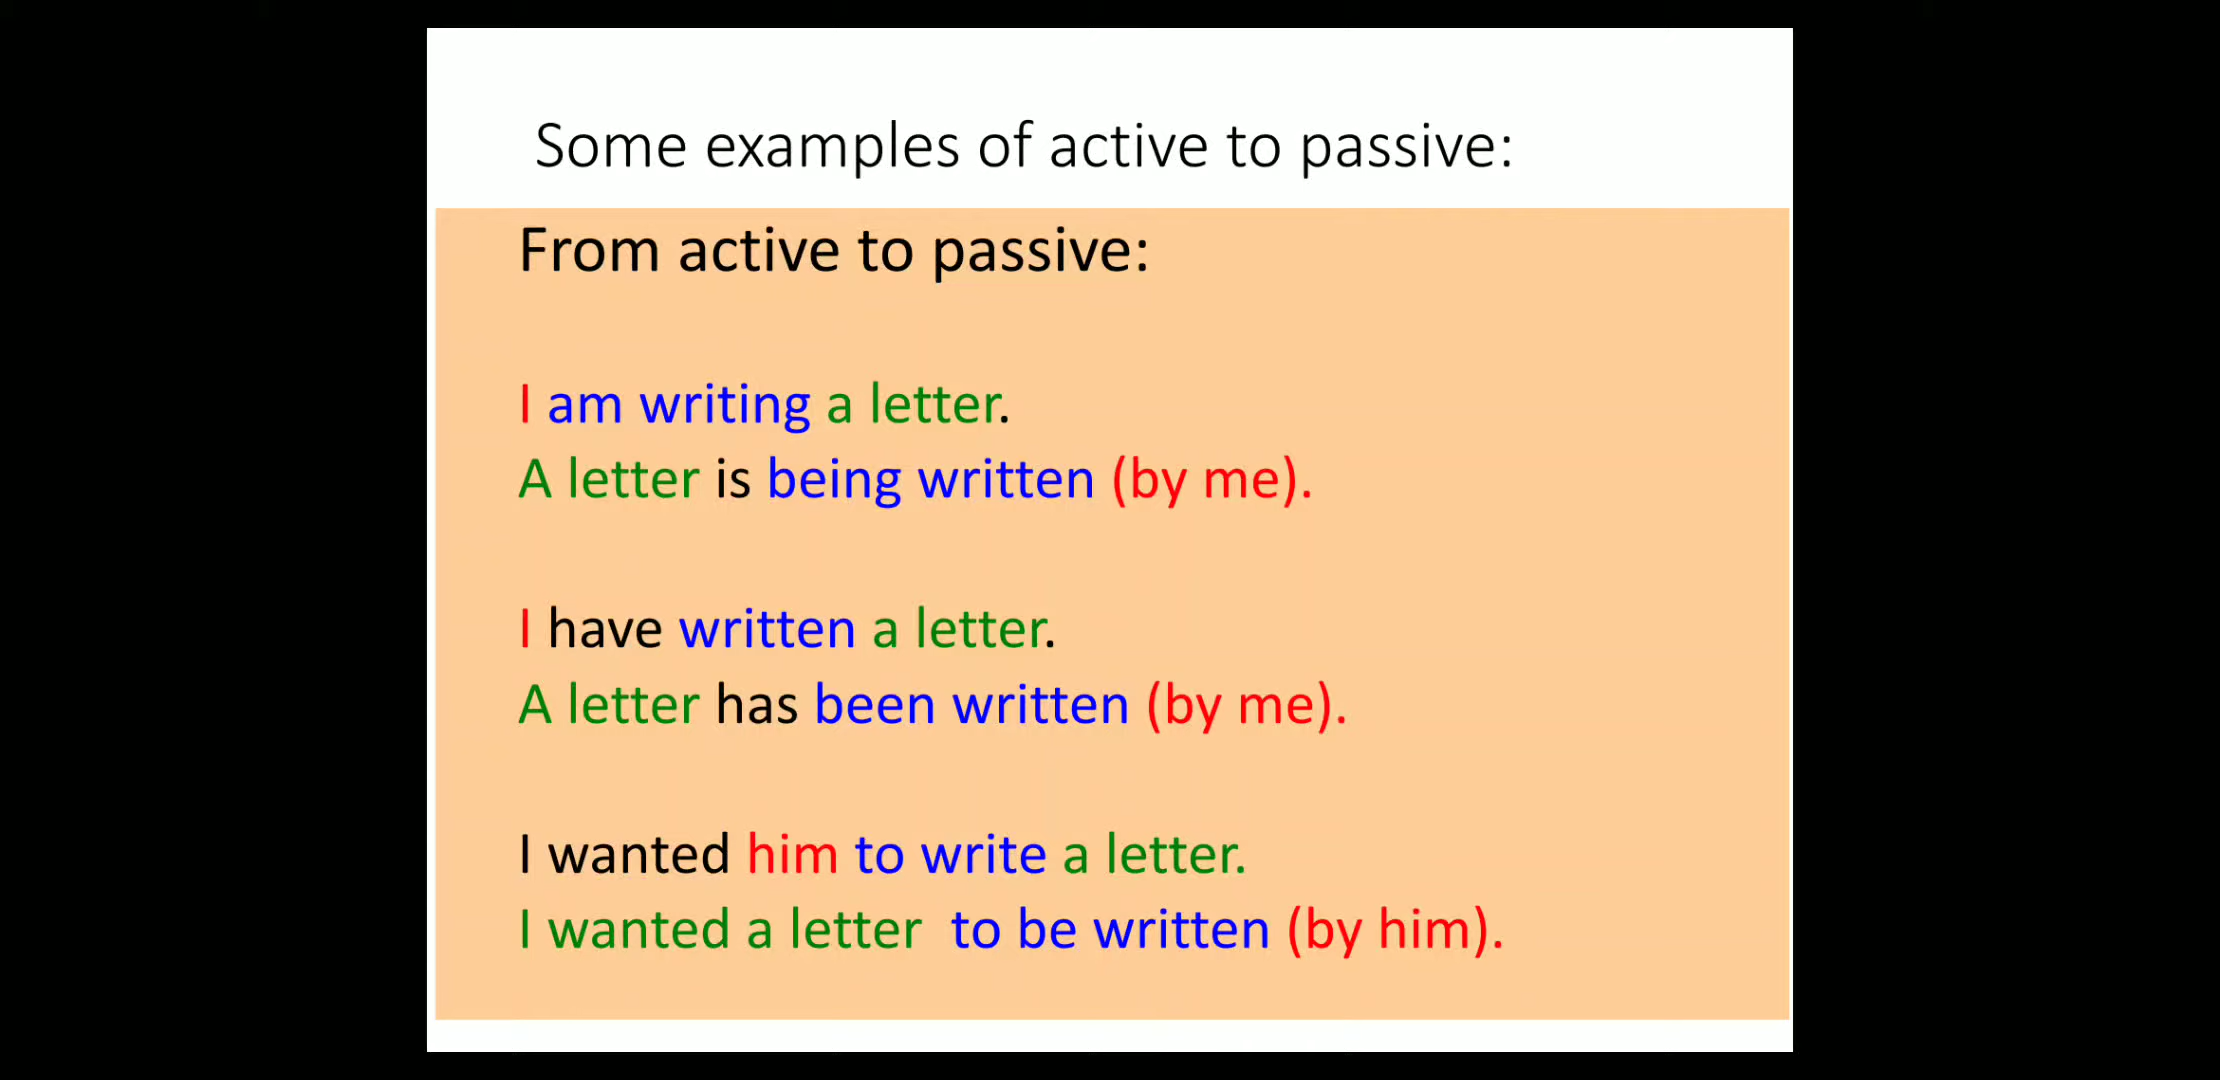 Some examples of active to passive:
From active to passive:
I am writing a letter.
A letter is being written (by me).
I have written a letter.
A letter has been written (by me).
I wanted him to write a letter.
I wanted a letter  to be written (by him).